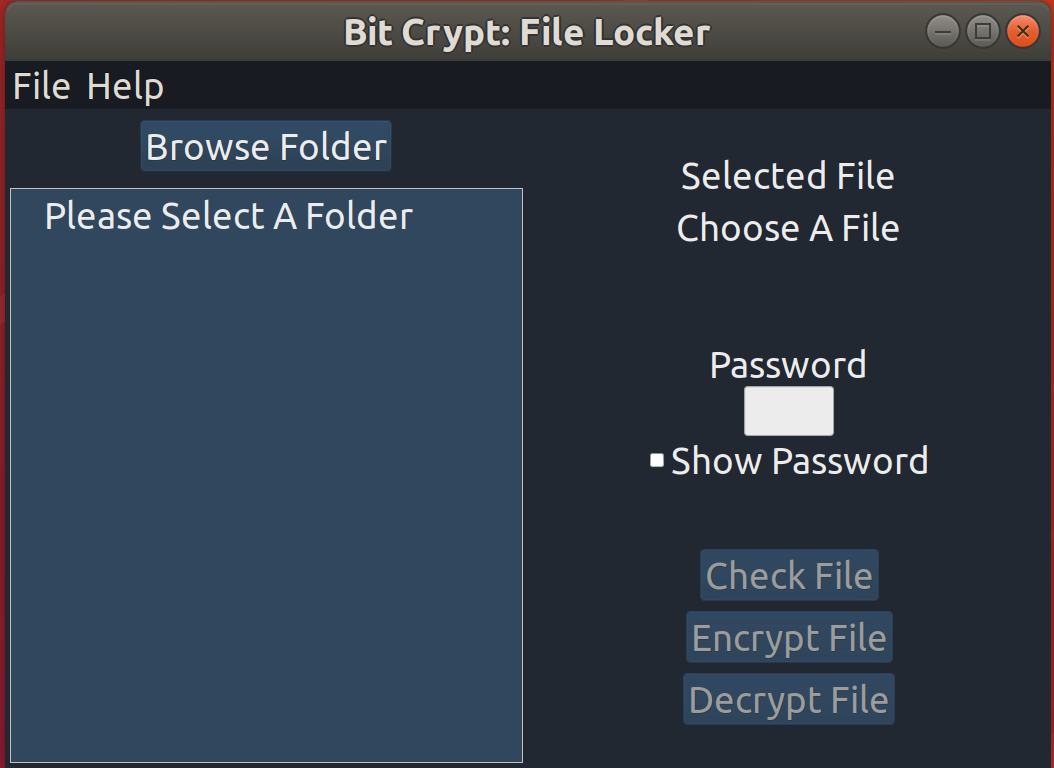 Bit Crypt: File Locker
File Help
Browse Folder
Please Select A Folder
Selected File
Choose A File
Password
Show Password
Check File
Encrypt File
Decrypt File